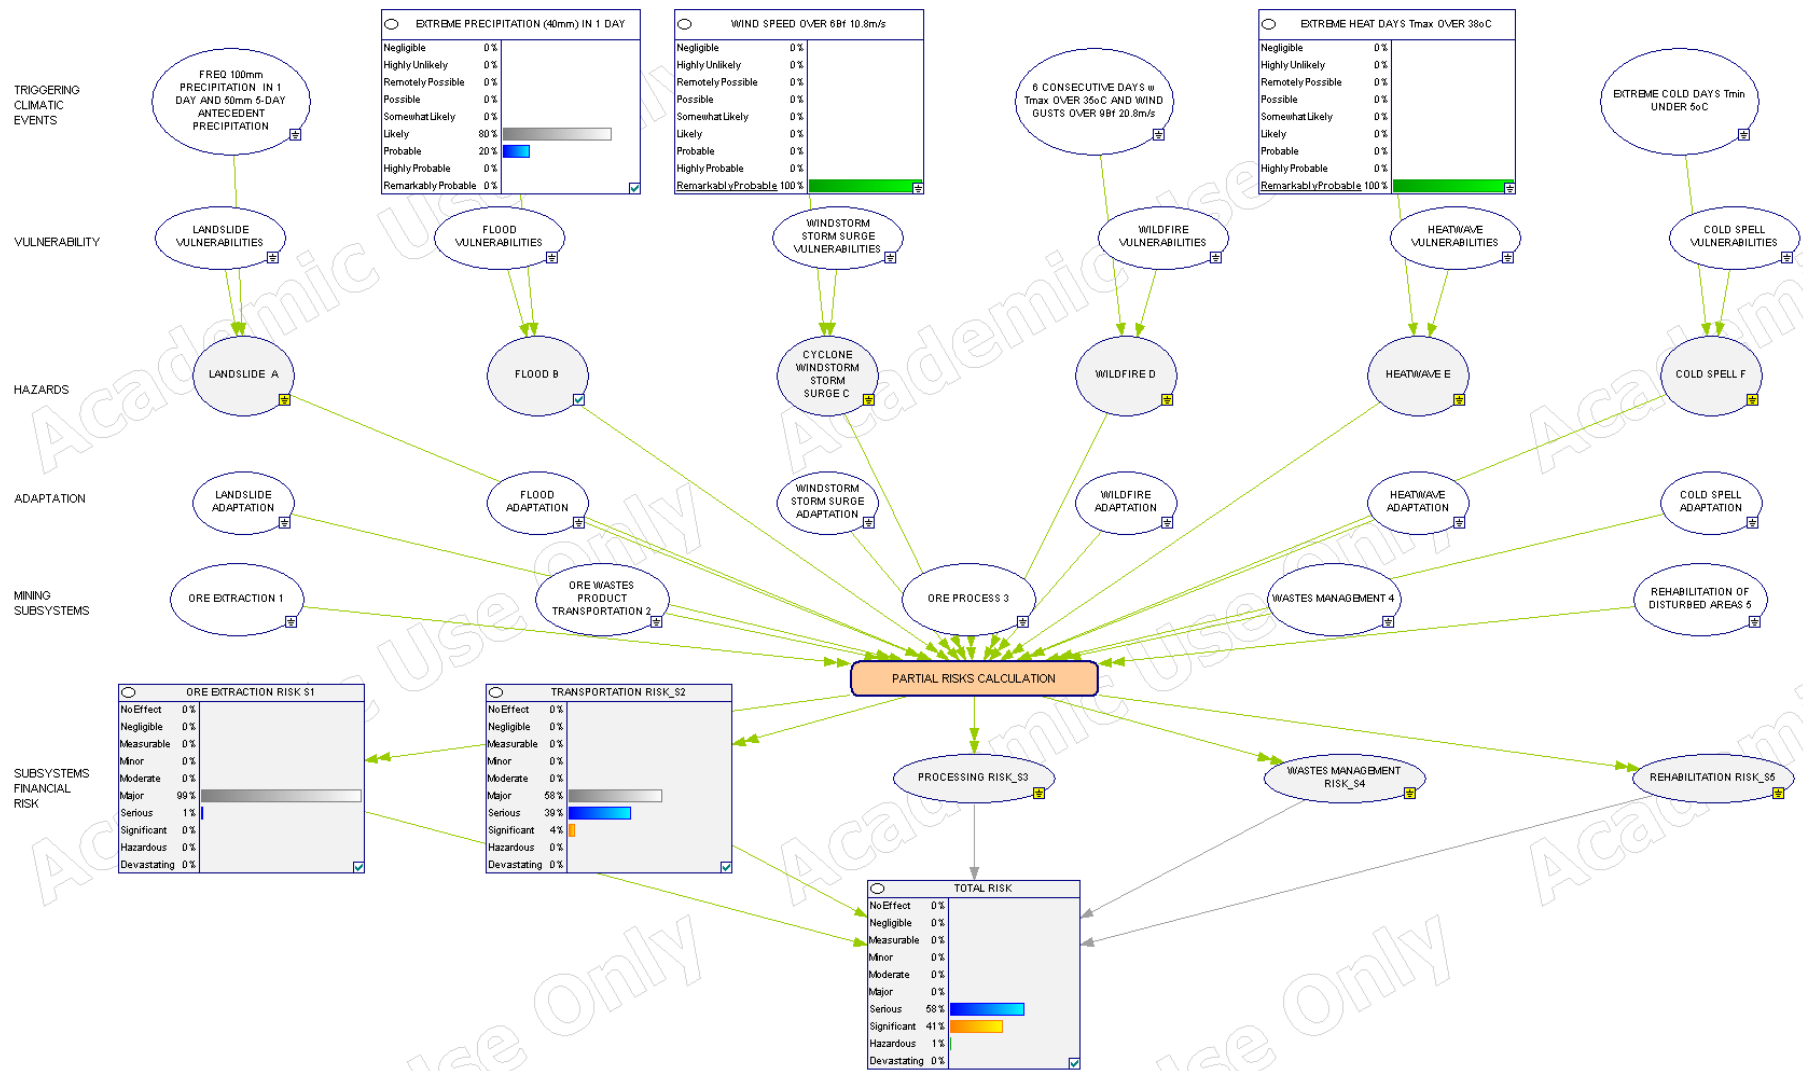 TRIGGERING
CLIMATIC
EVENTS
FREQ 100mm
PRECIPITATION IN 1
DAY AND 50mm 5-DAY
ANTECEDENT
PRECIPITATION
EXTREME PRECIPITATION (40mm) IN 1 DAY
Negligible 0%
Highly Unlikely 0%
Remotely Possible 0%
Possible 0%
Somewhat Likely 0%
Likely 80%
Probable 20%
Highly Probable 0%
Remarkably Probable 0%
WIND SPEED OVER 6Bf 10.8m/s
Negligible 0%
Highly Unlikely 0%
Remotely Possible 0%
Possible 0%
Somewhat Likely 0%
Likely 0%
Probable 0%
Highly Probable 0%
Remarkably Probable 100%
6 CONSECUTIVE DAYS w
Tmax OVER 35oC AND WIND
GUSTS OVER 9Bf 20.8m/s
EXTREME HEAT DAYS Tmax OVER 38oC
Negligible 0%
Highly Unlikely 0%
Remotely Possible 0%
Possible 0%
Somewhat Likely 0%
Likely 0%
Probable 0%
Highly Probable 0%
Remarkably Probable 100%
EXTREME COLD DAYS Tmin
UNDER 5oC
VULNERABILITY
LANDSLIDE
VULNERABILITIES
FLOOD
VULNERABILITIES
WINDSTORM
STORM SURGE
VULNERABILITIES
WILDFIRE
VULNERABILITIES
HEATWAVE
VULNERABILITIES
COLD SPELL
VULNERABILITIES
HAZARDS
LANDSLIDE A
FLOOD B
CYCLONE
WINDSTORM
STORM
SURGE C
WILDFIRE D
HEATWAVE E
COLD SPELL F
ADAPTATION
LANDSLIDE
ADAPTATION
FLOOD
ADAPTATION
WINDSTORM
STORM SURGE
ADAPTATION
WILDFIRE
ADAPTATION
HEATWAVE
ADAPTATION
COLD SPELL
ADAPTATION
MINING
SUBSYSTEMS
ORE EXTRACTION 1
ORE WASTES
PRODUCT
TRANSPORTATION 2
ORE PROCESS 3
WASTES MANAGEMENT 4
REHABILITATION OF
DISTURBED AREAS 5
PARTIAL RISKS CALCULATION
SUBSYSTEMS
FINANCIAL
RISK
ORE EXTRACTION RISK S1
No Effect 0%
Negligible 0%
Measurable 0%
Minor 0%
Moderate 0%
Major 99%
Serious 1%
Significant 0%
Hazardous 0%
Devastating 0%
TRANSPORTATION RISK_S2
No Effect 0%
Negligible 0%
Measurable 0%
Minor 0%
Moderate 0%
Major 58%
Serious 39%
Significant 4%
Hazardous 0%
Devastating 0%
PROCESSING RISK_S3
WASTES MANAGEMENT
RISK_S4
REHABILITATION RISK_S5
TOTAL RISK
No Effect 0%
Negligible 0%
Measurable 0%
Minor 0%
Moderate 0%
Major 0%
Serious 58%
Significant 41%
Hazardous 1%
Devastating 0%
Academic Use Only
Academic Use Only
Academic Use Only
Academic Use Only